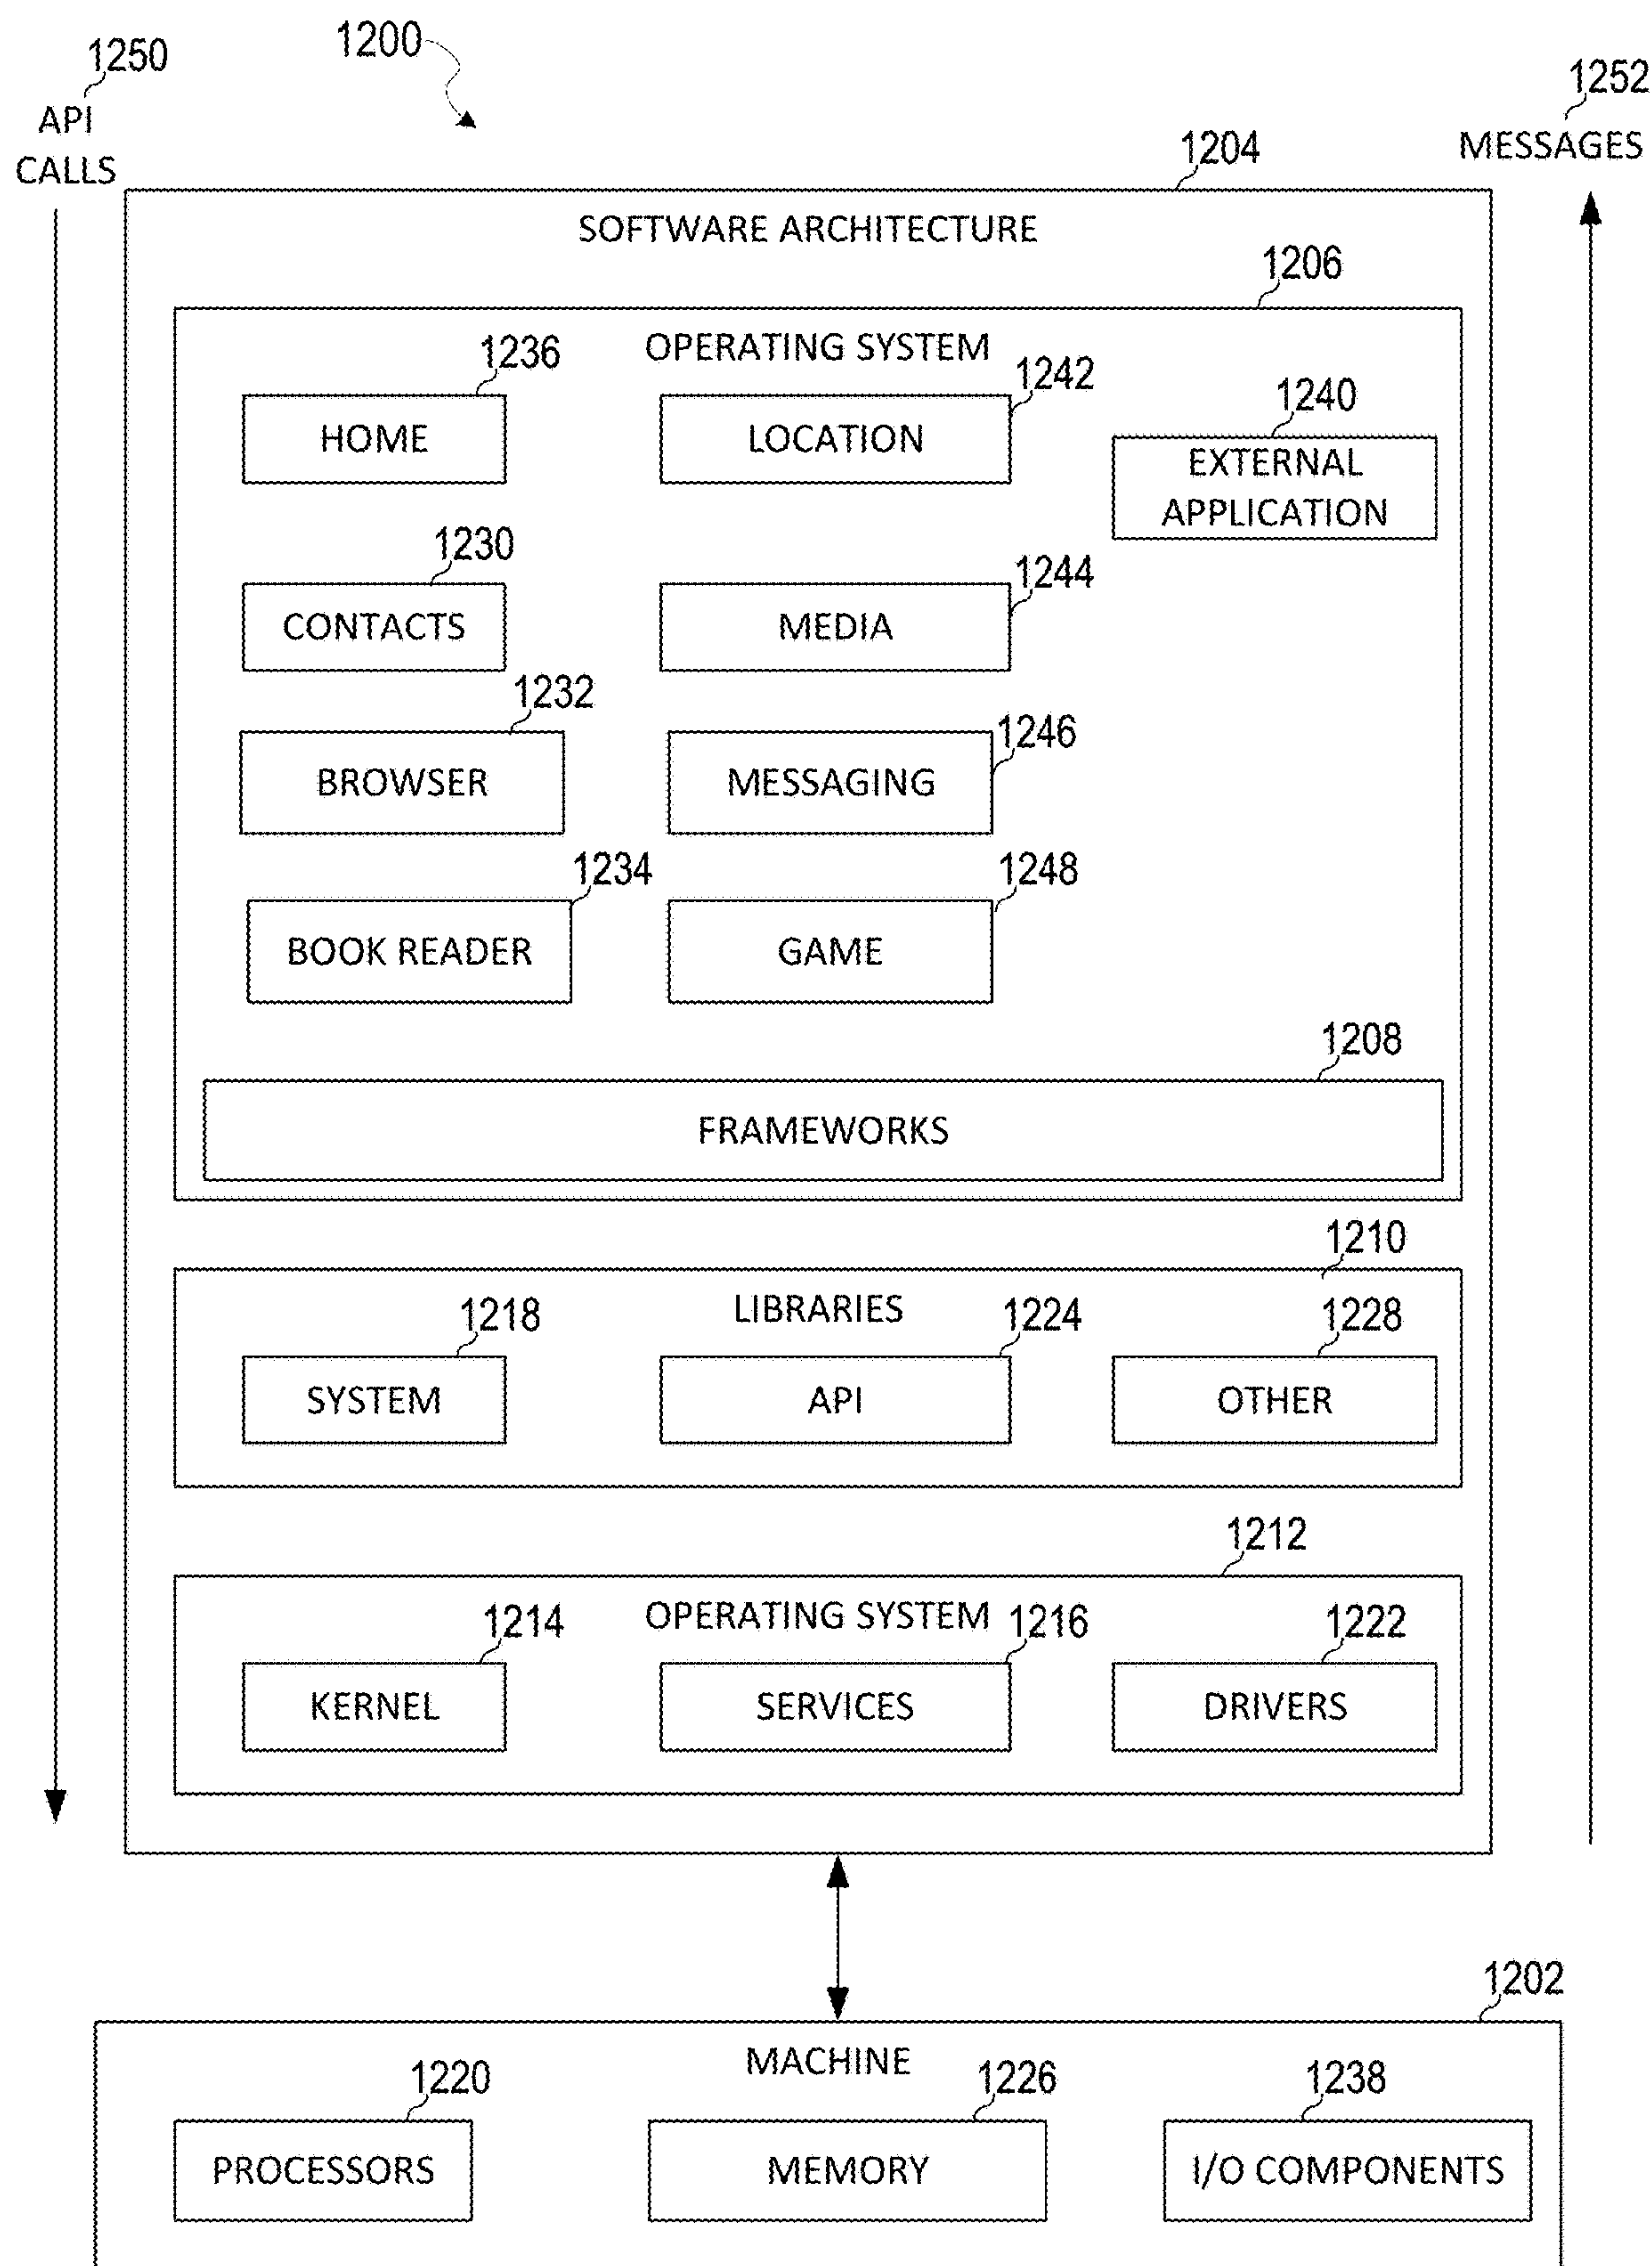 1250
1200
1252
API
CALLS
MESSAGES
1204
SOFTWARE ARCHITECTURE
1206
OPERATING SYSTEM
1236
1242
1240
HOME
LOCATION
EXTERNAL
APPLICATION
1230
1244
CONTACTS
MEDIA
1232
1246
BROWSER
MESSAGING
1234
1248
BOOK READER
GAME
1208
FRAMEWORKS
1210
LIBRARIES
1218
1224
1228
SYSTEM
API
OTHER
1212
OPERATING SYSTEM
1214
1216
1222
KERNEL
SERVICES
DRIVERS
1202
MACHINE
1220
1226
1238
PROCESSORS
MEMORY
I/O COMPONENTS